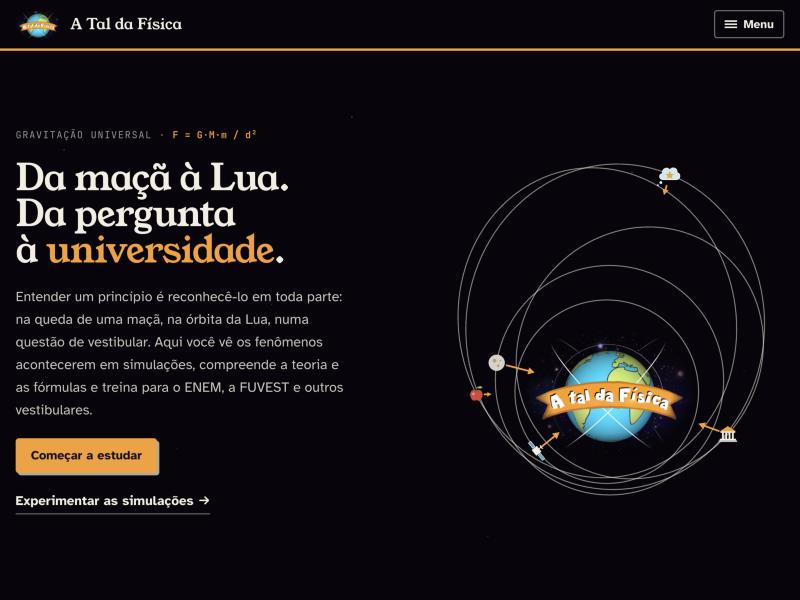 A Tal da Física
A Tal da Física
Menu
GRAVITAÇÃO UNIVERSAL · F = G·M·m / d²
Da maçã à Lua.
Da pergunta
à universidade.
Entender um princípio é reconhecê-lo em toda parte:
na queda de uma maçã, na órbita da Lua, numa
questão de vestibular. Aqui você vê os fenômenos
acontecerem em simulações, compreende a teoria e
as fórmulas e treina para o ENEM, a FUVEST e outros
vestibulares.
Começar a estudar
Experimentar as simulações →
A tal da Física